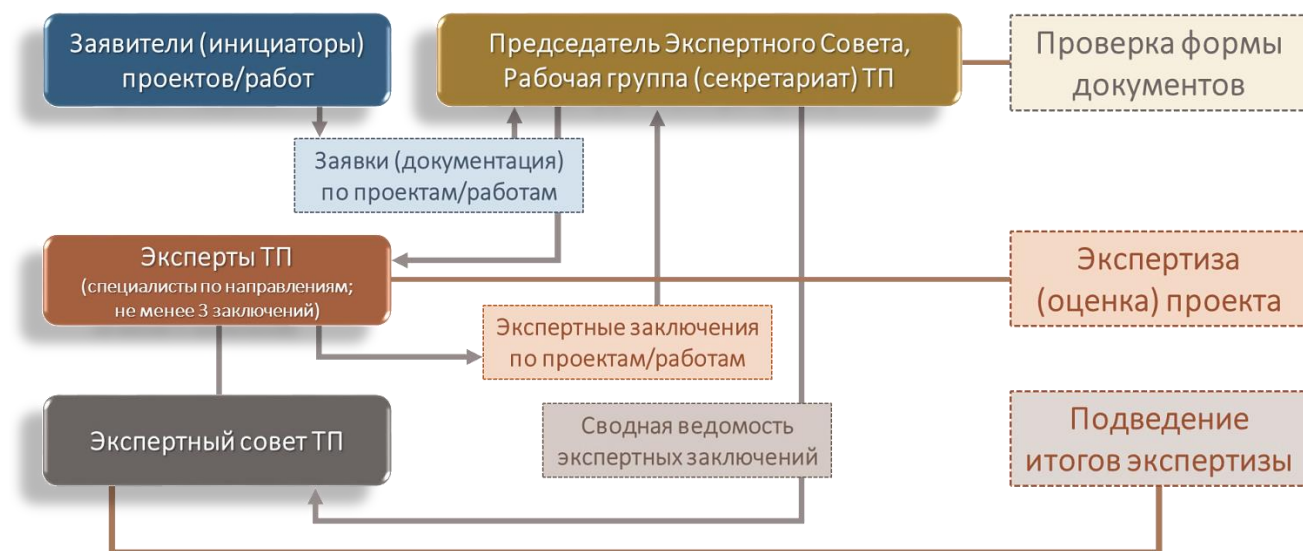 Заявители (инициаторы)
проектов/работ
Председатель Экспертного Совета,
Рабочая группа (секретариат) ТП
Проверка формы
документов
Заявки (документация)
по проектам/работам
Эксперты ТП
(специалисты по направлениям;
не менее 3 заключений)
Экспертиза
(оценка) проекта
Экспертные заключения
по проектам/работам
Экспертный совет ТП
Сводная ведомость
экспертных заключений
Подведение
итогов экспертизы